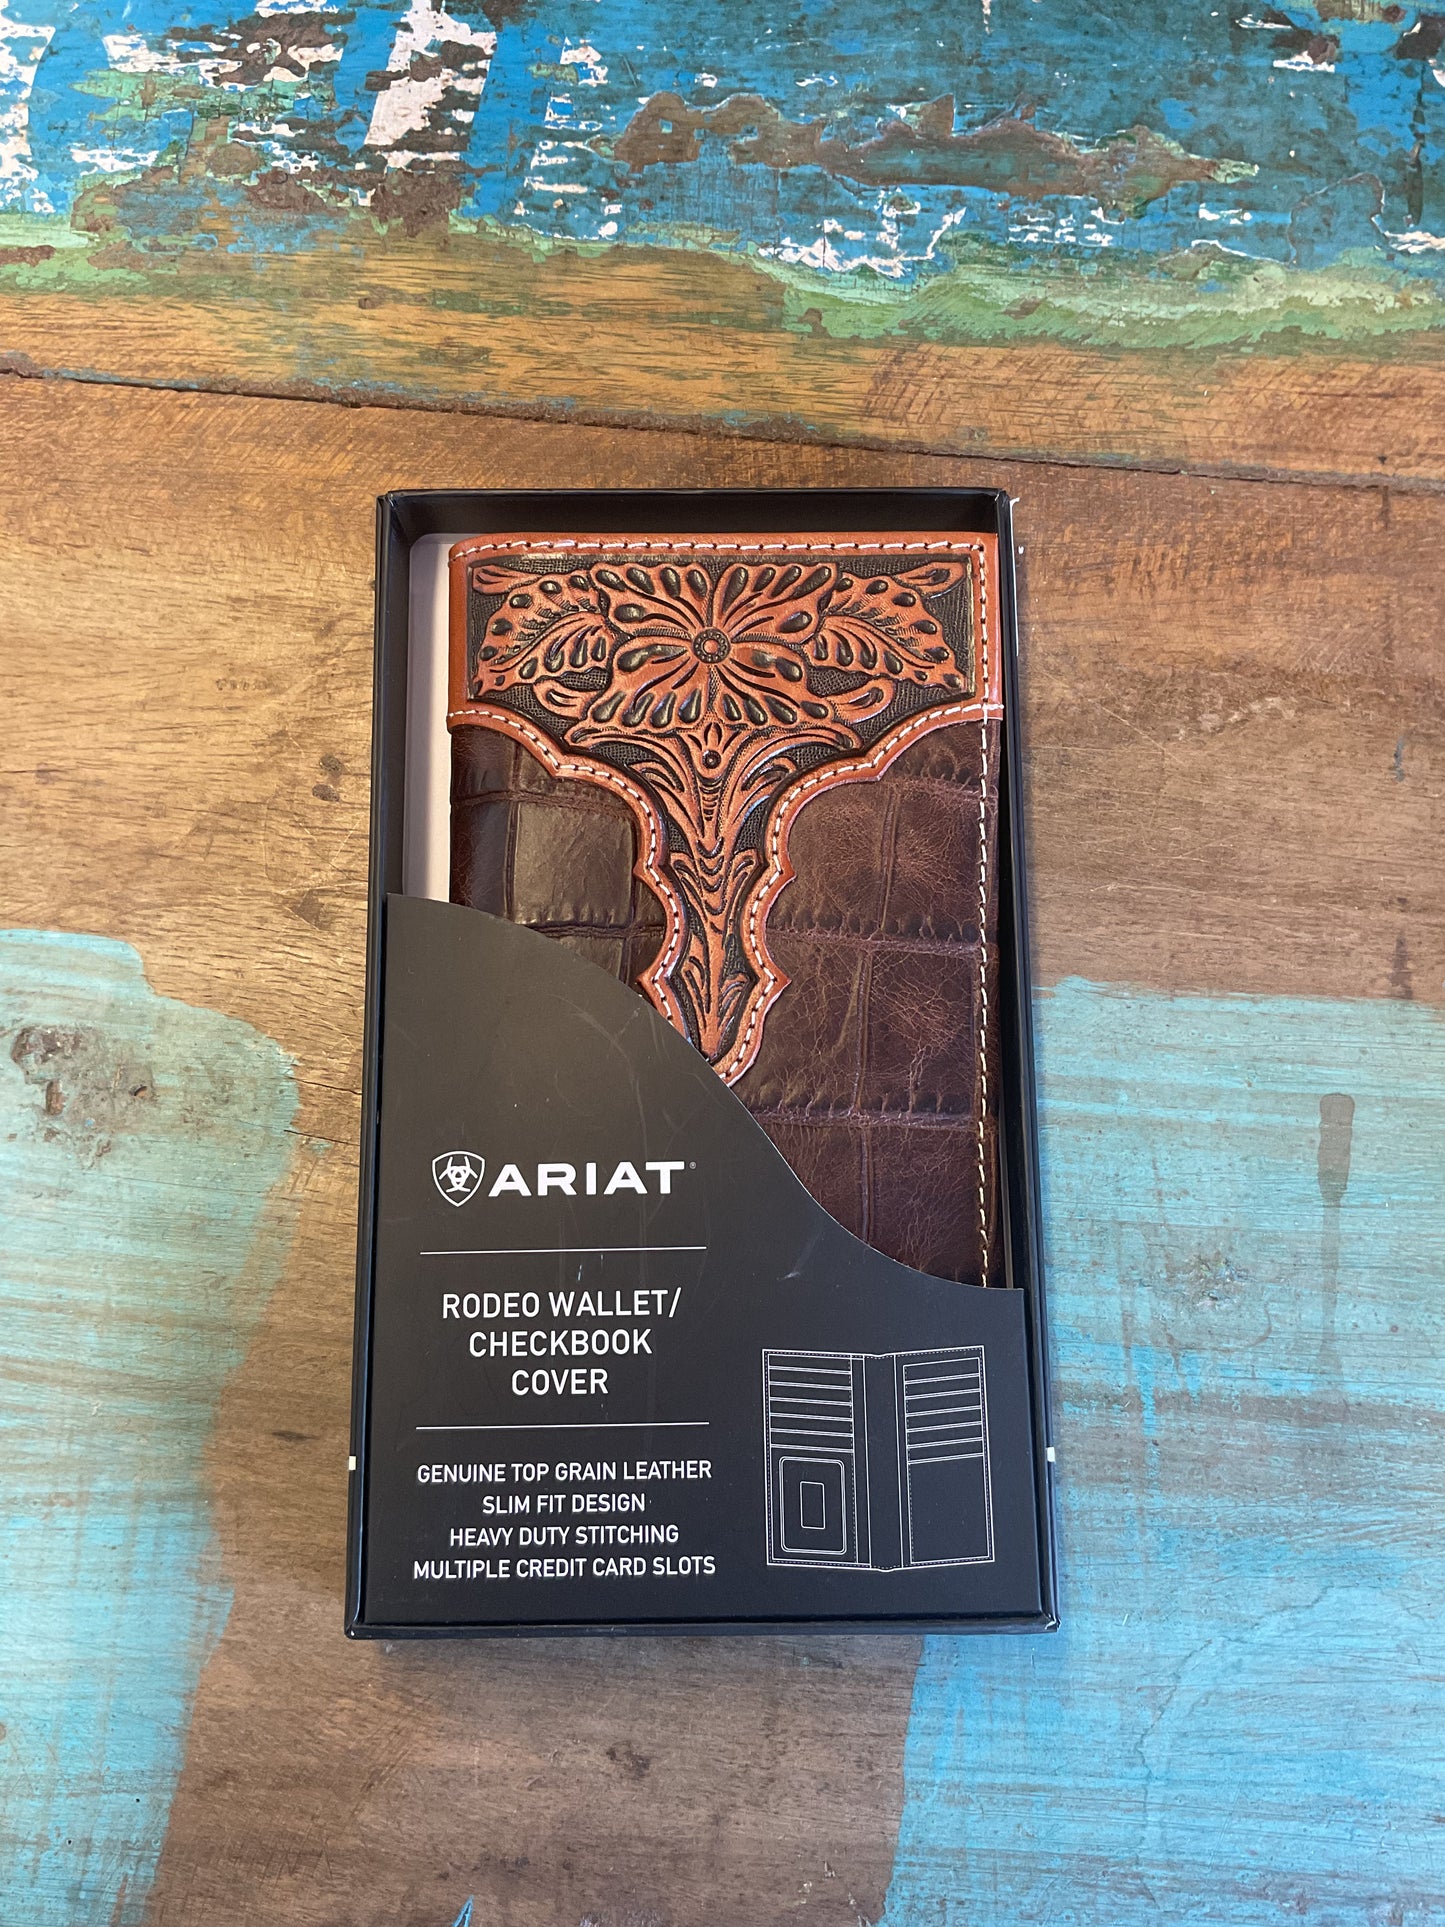 ARIAT®
RODEO WALLET/
CHECKBOOK
COVER
GENUINE TOP GRAIN LEATHER
SLIM FIT DESIGN
HEAVY DUTY STITCHING
MULTIPLE CREDIT CARD SLOTS